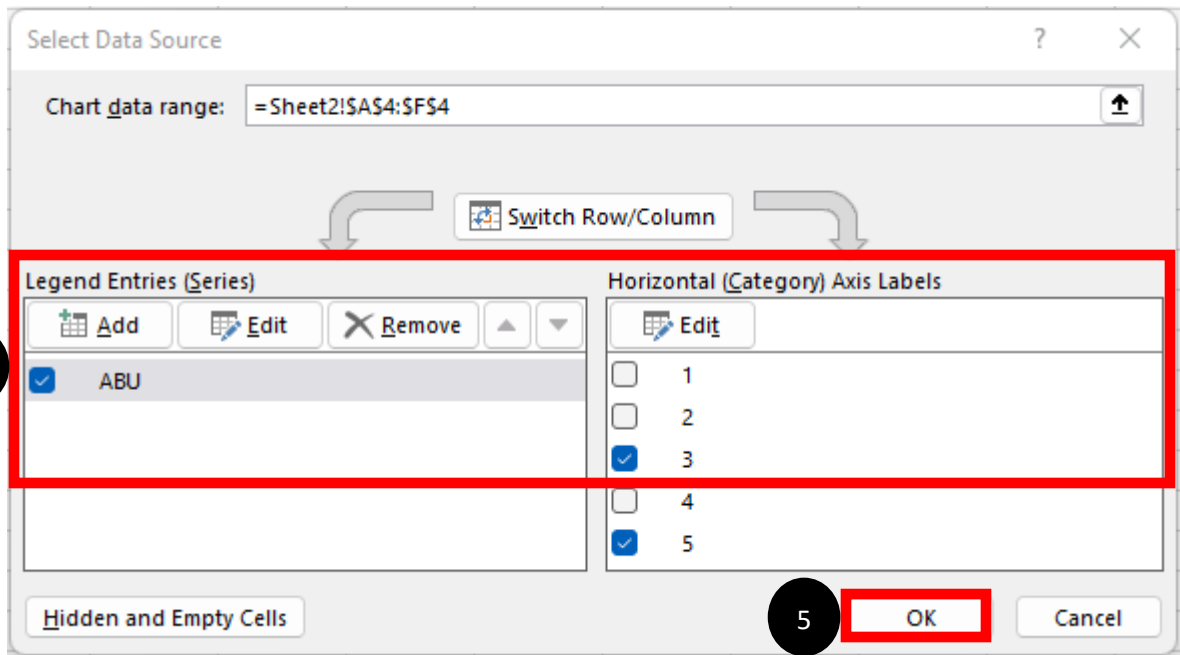 Select Data Source ?
Chart data range: =Sheet2!$A$4:$F$4
Switch Row/Column
Legend Entries (Series)
Add Edit Remove
ABU
Horizontal (Category) Axis Labels
Edit
1
2
3
4
5
Hidden and Empty Cells
5 OK Cancel